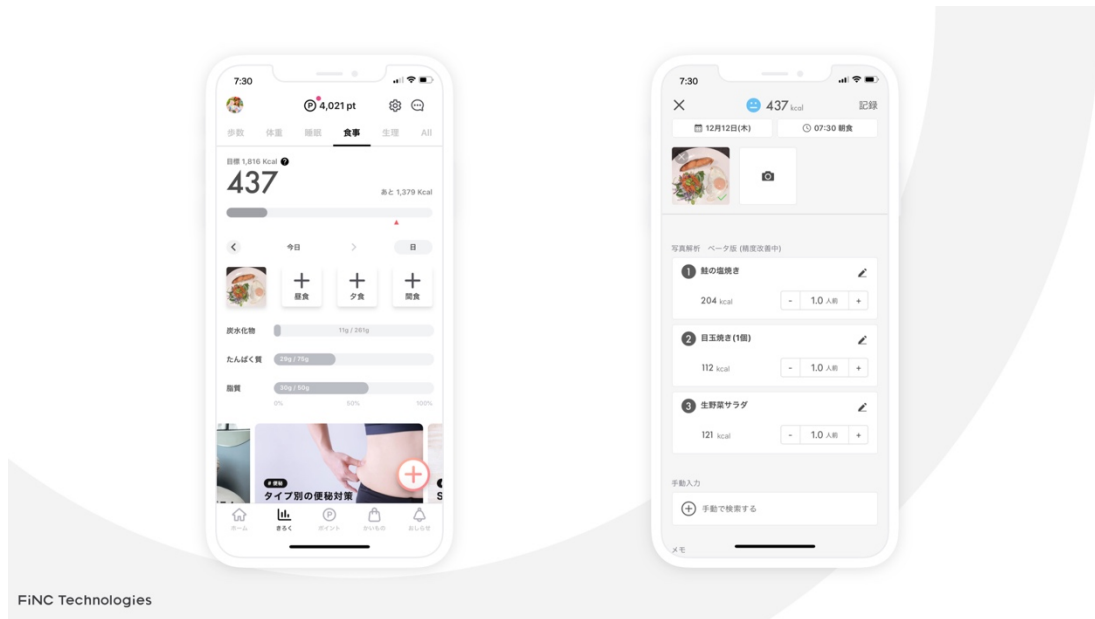 7:30
4,021 pt
歩数 体重 睡眠 食事 生理 All
目標 1,816 Kcal
437
あと 1,379 Kcal
今日
日
昼食 夕食 間食
炭水化物 11g / 261g
たんぱく質 29g / 75g
脂質 30g / 50g
0% 50% 100%
# 便秘
タイプ別の便秘対策
S
ホーム きろく ポイント かいもの おしらせ
7:30
437 kcal 記録
12月12日(木) 07:30 朝食
写真解析 ベータ版 (精度改善中)
1 鮭の塩焼き
204 kcal - 1.0 人前 +
2 目玉焼き(1個)
112 kcal - 1.0 人前 +
3 生野菜サラダ
121 kcal - 1.0 人前 +
手動入力
手動で検索する
メモ
FiNC Technologies